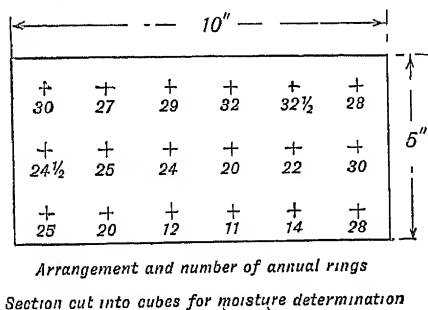 10"
30 27 29 32 32½ 28
5"
24½ 25 24 20 22 30
25 20 12 11 14 28
Arrangement and number of annual rings
Section cut into cubes for moisture determination